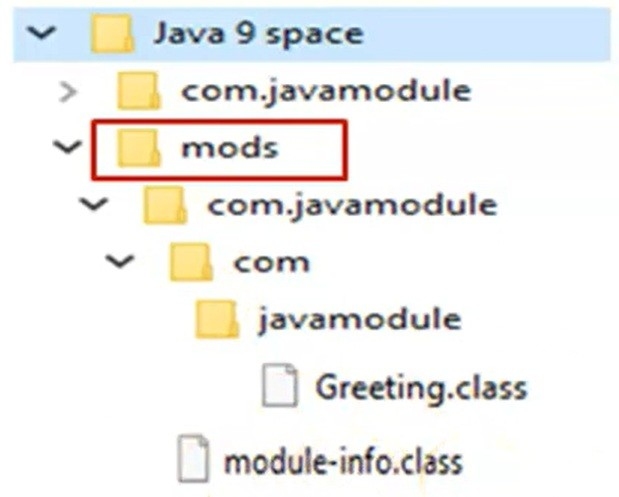 Java 9 space
com.javamodule
mods
com.javamodule
com
javamodule
Greeting.class
module-info.class